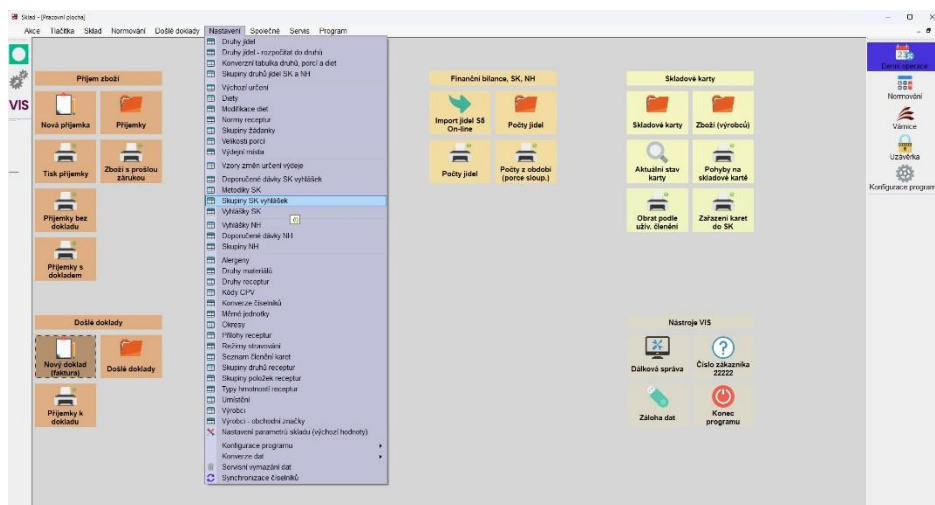 Sklad - [Pracovní plocha]
Akce Tlačítka Sklad Normování Došlé doklady Nastavení Společné Servis Program
VIS
Příjem zboží
Nová příjemka
Příjemky
Tisk příjemky
Zboží s prošlou
zárukou
Příjemky bez
dokladu
Příjemky s
dokladem
Došlé doklady
Nový doklad
(faktura)
Došlé doklady
Příjemky k
dokladu
Druhy jídel
Druhy jídel - rozpočítat do druhů
Konverzní tabulka druhů, porcí a diet
Skupiny druhů jídel SK a NH
Výchozí určení
Diety
Modifikace diet
Normy receptur
Skupiny žádanky
Velikosti porcí
Výdejní místa
Vzory změn určení výdeje
Doporučené dávky SK vyhlášek
Metodiky SK
Skupiny SK vyhlášek
Vyhlášky SK
Vyhlášky NH
Doporučené dávky NH
Skupiny NH
Alergeny
Druhy materiálů
Druhy receptur
Kódy CPV
Konverze číselníků
Měrné jednotky
Okresy
Přílohy receptur
Režimy stravování
Seznam členění karet
Skupiny druhů receptur
Skupiny položek receptur
Typy hmotností receptur
Umístění
Výrobci
Výrobci - obchodní značky
Nastavení parametrů skladu (výchozí hodnoty)
Konfigurace programu
Konverze dat
Servisní vymazání dat
Synchronizace číselníků
Finanční bilance, SK, NH
Import jídel S5
On-line
Počty jídel
Počty jídel
Počty z období
(porce sloup.)
Skladové karty
Skladové karty
Zboží (výrobců)
Aktuální stav
karty
Pohyby na
skladové kartě
Obrat podle
uživ. členění
Zařazení karet
do SK
Nástroje VIS
Dálková správa
Číslo zákazníka
22222
Záloha dat
Konec
programu
Denní operace
Normování
Várnice
Uzávěrka
Konfigurace program